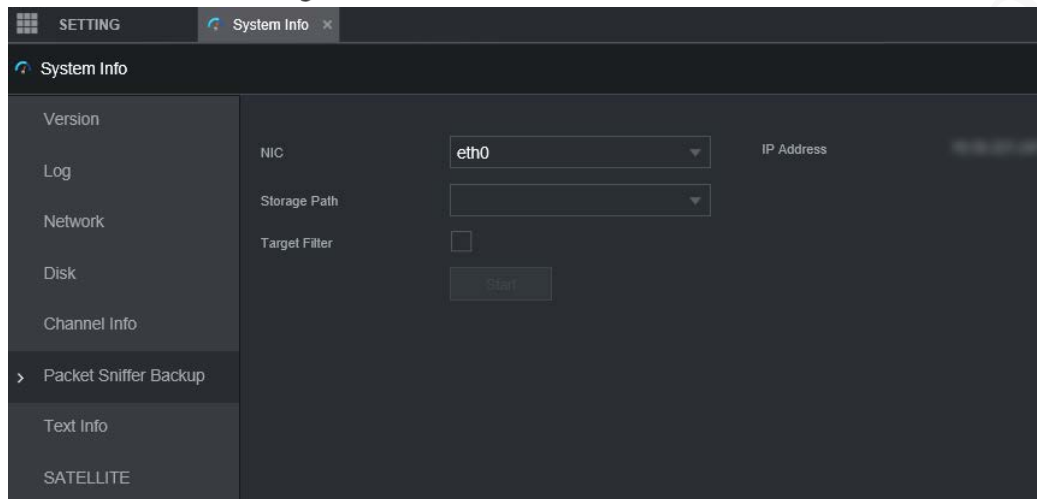 SETTING
System Info ×
System Info
Version
Log
Network
Disk
Channel Info
> Packet Sniffer Backup
Text Info
SATELLITE
NIC
eth0
IP Address
Storage Path
Target Filter
Start